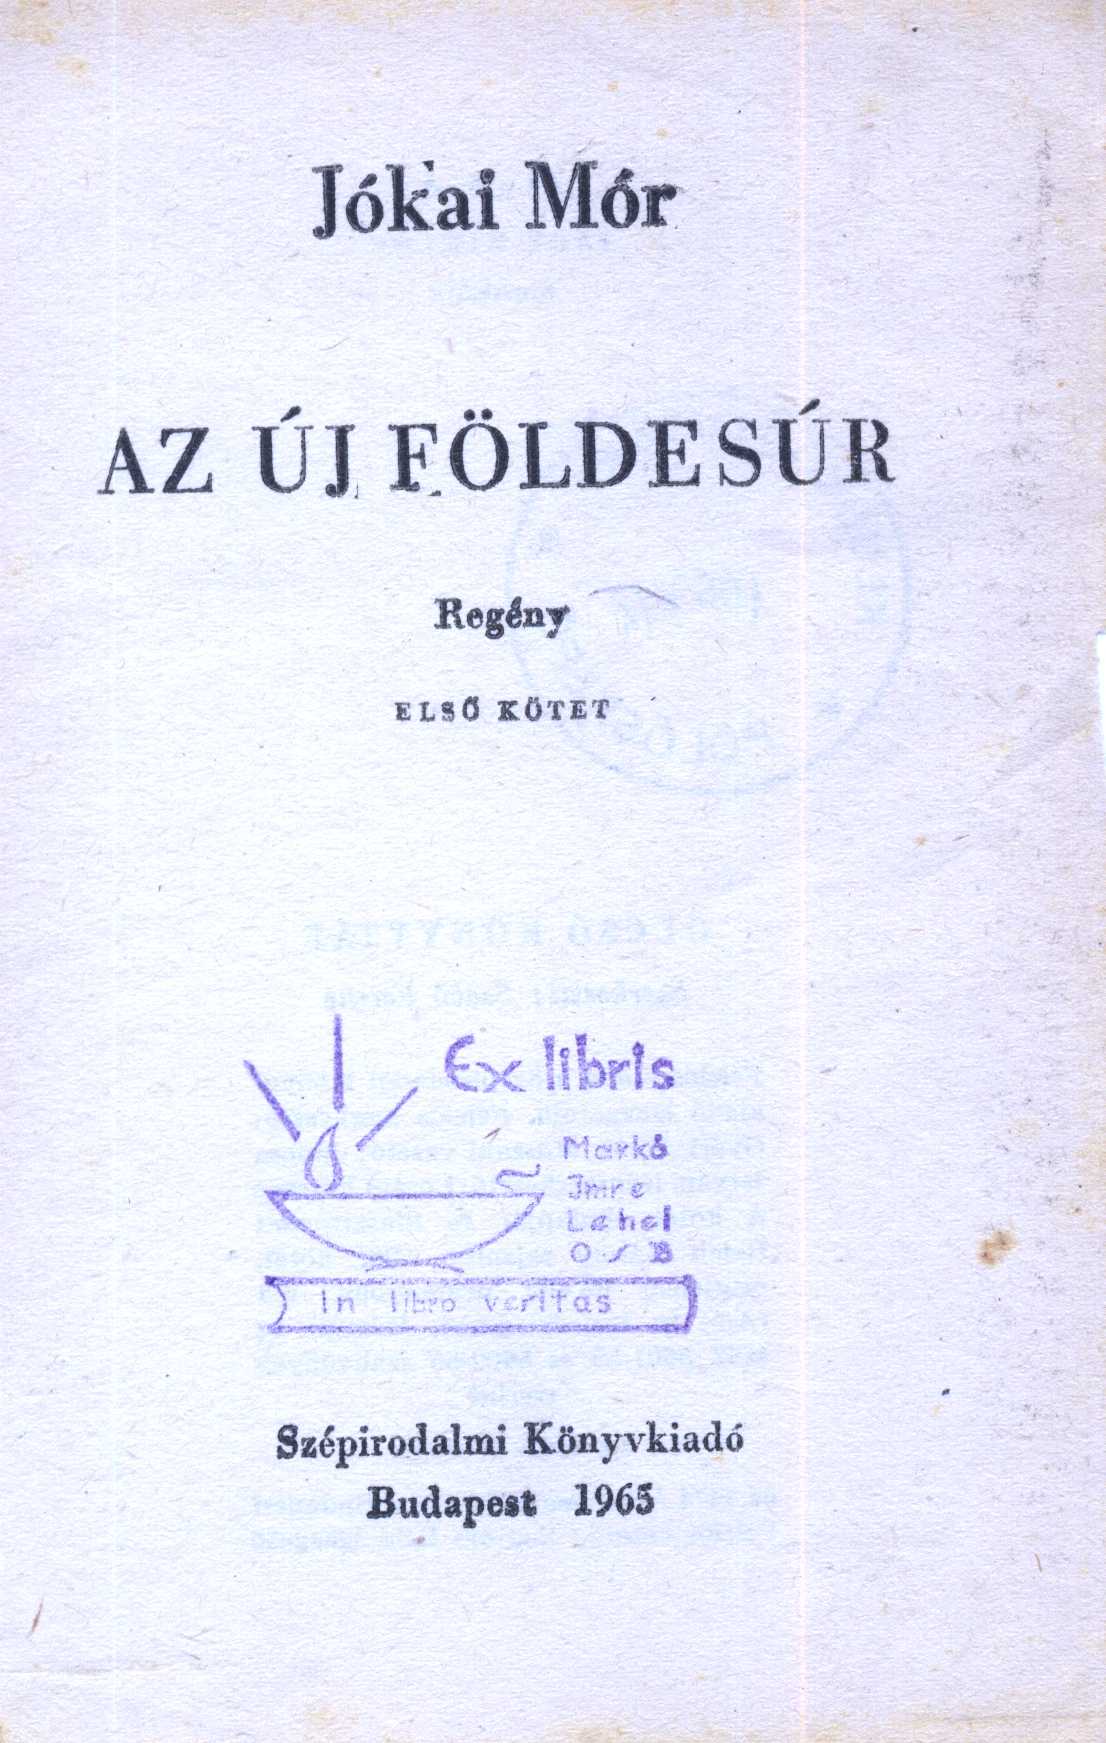 Jókai Mór
AZ ÚJ FÖLDESÚR
Regény
ELSŐ KÖTET
Ex libris
Markó
Imre
Lehel
OSB
in libro veritas
Szépirodalmi Könyvkiadó
Budapest 1965